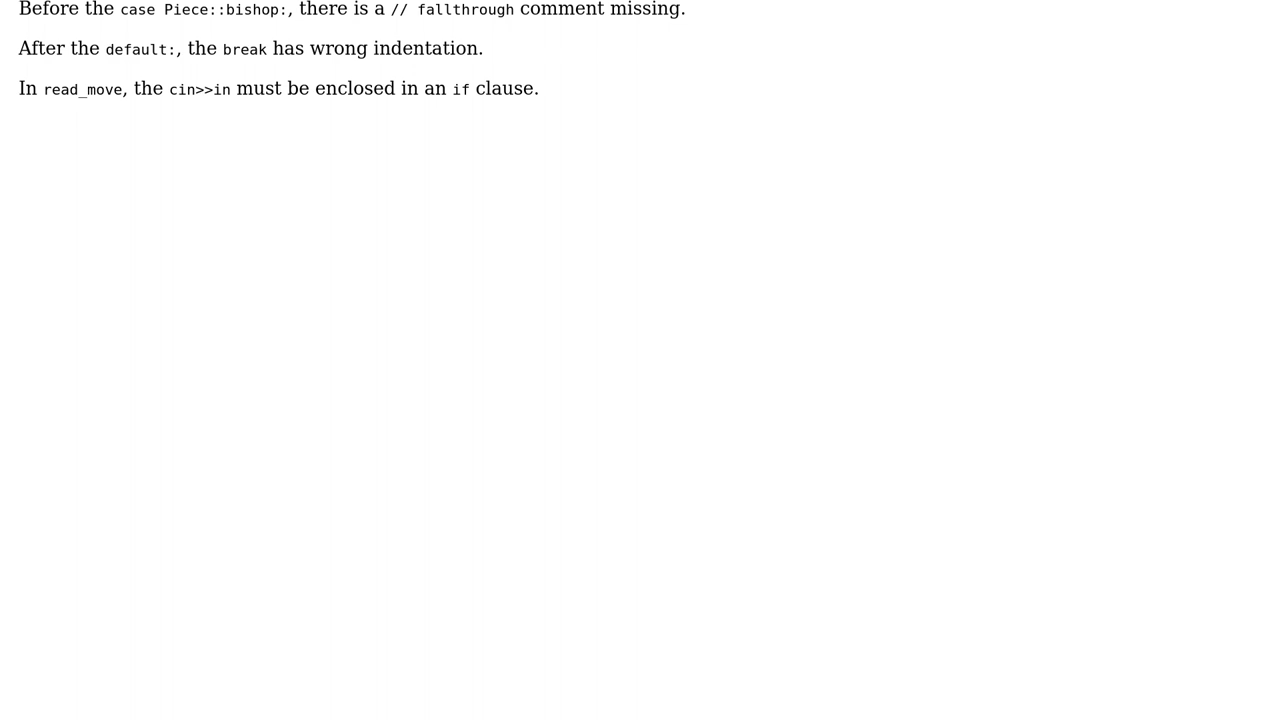 Before the case Piece::bishop:, there is a // fallthrough comment missing.
After the default:, the break has wrong indentation.
In read_move, the cin>>in must be enclosed in an if clause.